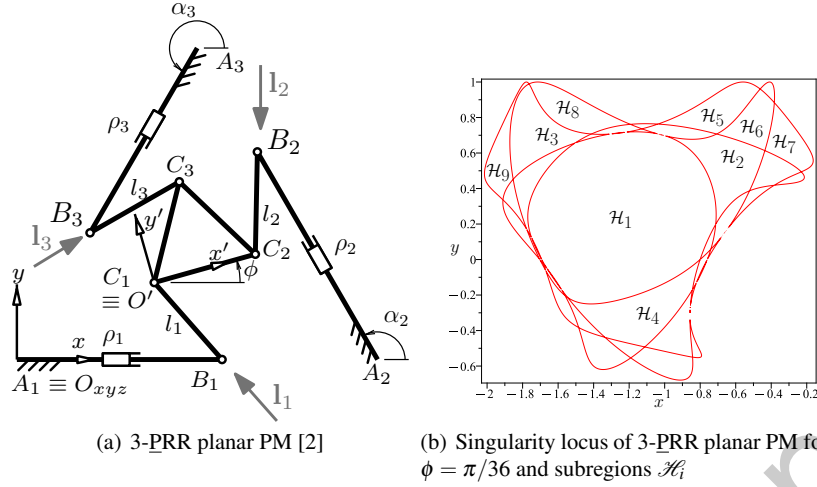 α₃
A₃
l₂
ρ₃
B₂
C₃
l₃
y′
B₃
l₂
l₃
x′
C₂
ρ₂
y
C₁
φ
≡ O′
l₁
α₂
x
ρ₁
A₁ ≡ Oxyz
B₁
A₂
l₁
(a) 3-PRR planar PM [2]
1
0.8
0.6
0.4
0.2
y
0
−0.2
−0.4
−0.6
ℋ₈
ℋ₅
ℋ₃
ℋ₆
ℋ₇
ℋ₂
ℋ₉
ℋ₁
ℋ₄
−2 −1.8 −1.6 −1.4 −1.2 −1 −0.8 −0.6 −0.4 −0.2
x
(b) Singularity locus of 3-PRR planar PM fo
φ = π/36 and subregions ℋᵢ